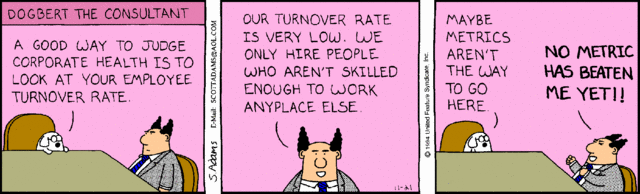 DOGBERT THE CONSULTANT
A GOOD WAY TO JUDGE
CORPORATE HEALTH IS TO
LOOK AT YOUR EMPLOYEE
TURNOVER RATE.
S.Adams E-Mail: SCOTTADAMS@AOL.COM
OUR TURNOVER RATE
IS VERY LOW. WE
ONLY HIRE PEOPLE
WHO AREN'T SKILLED
ENOUGH TO WORK
ANYPLACE ELSE.
11-21
© 1994 United Feature Syndicate, Inc.
MAYBE
METRICS
AREN'T
THE WAY
TO GO
HERE.
NO METRIC
HAS BEATEN
ME YET!!